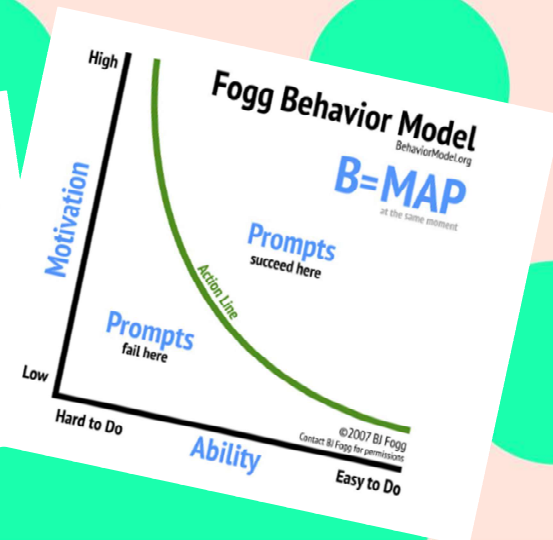 Fogg Behavior Model
BehaviorModel.org
B=MAP
at the same moment
High
Motivation
Prompts
succeed here
Action Line
Prompts
fail here
Low
Hard to Do
Ability
©2007 BJ Fogg
Contact BJ Fogg for permissions
Easy to Do